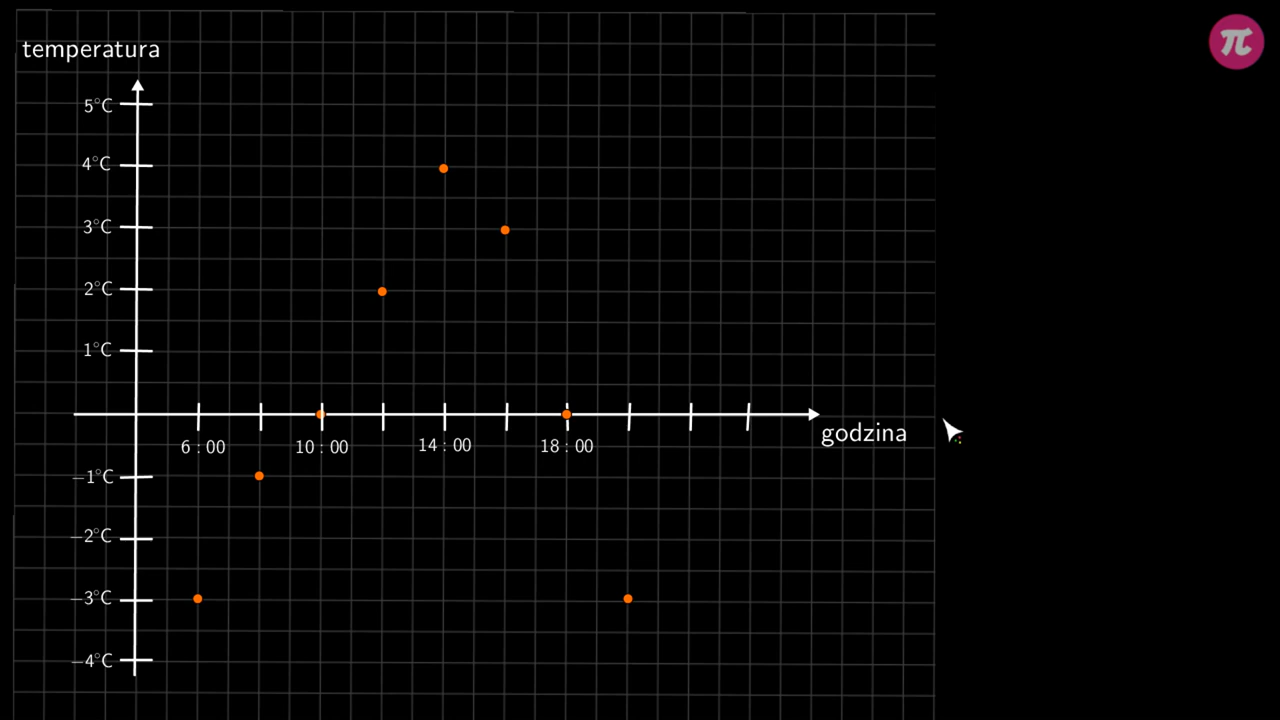 temperatura
5°C
4°C
3°C
2°C
1°C
6 : 00 10 : 00 14 : 00 18 : 00
godzina
−1°C
−2°C
−3°C
−4°C
π